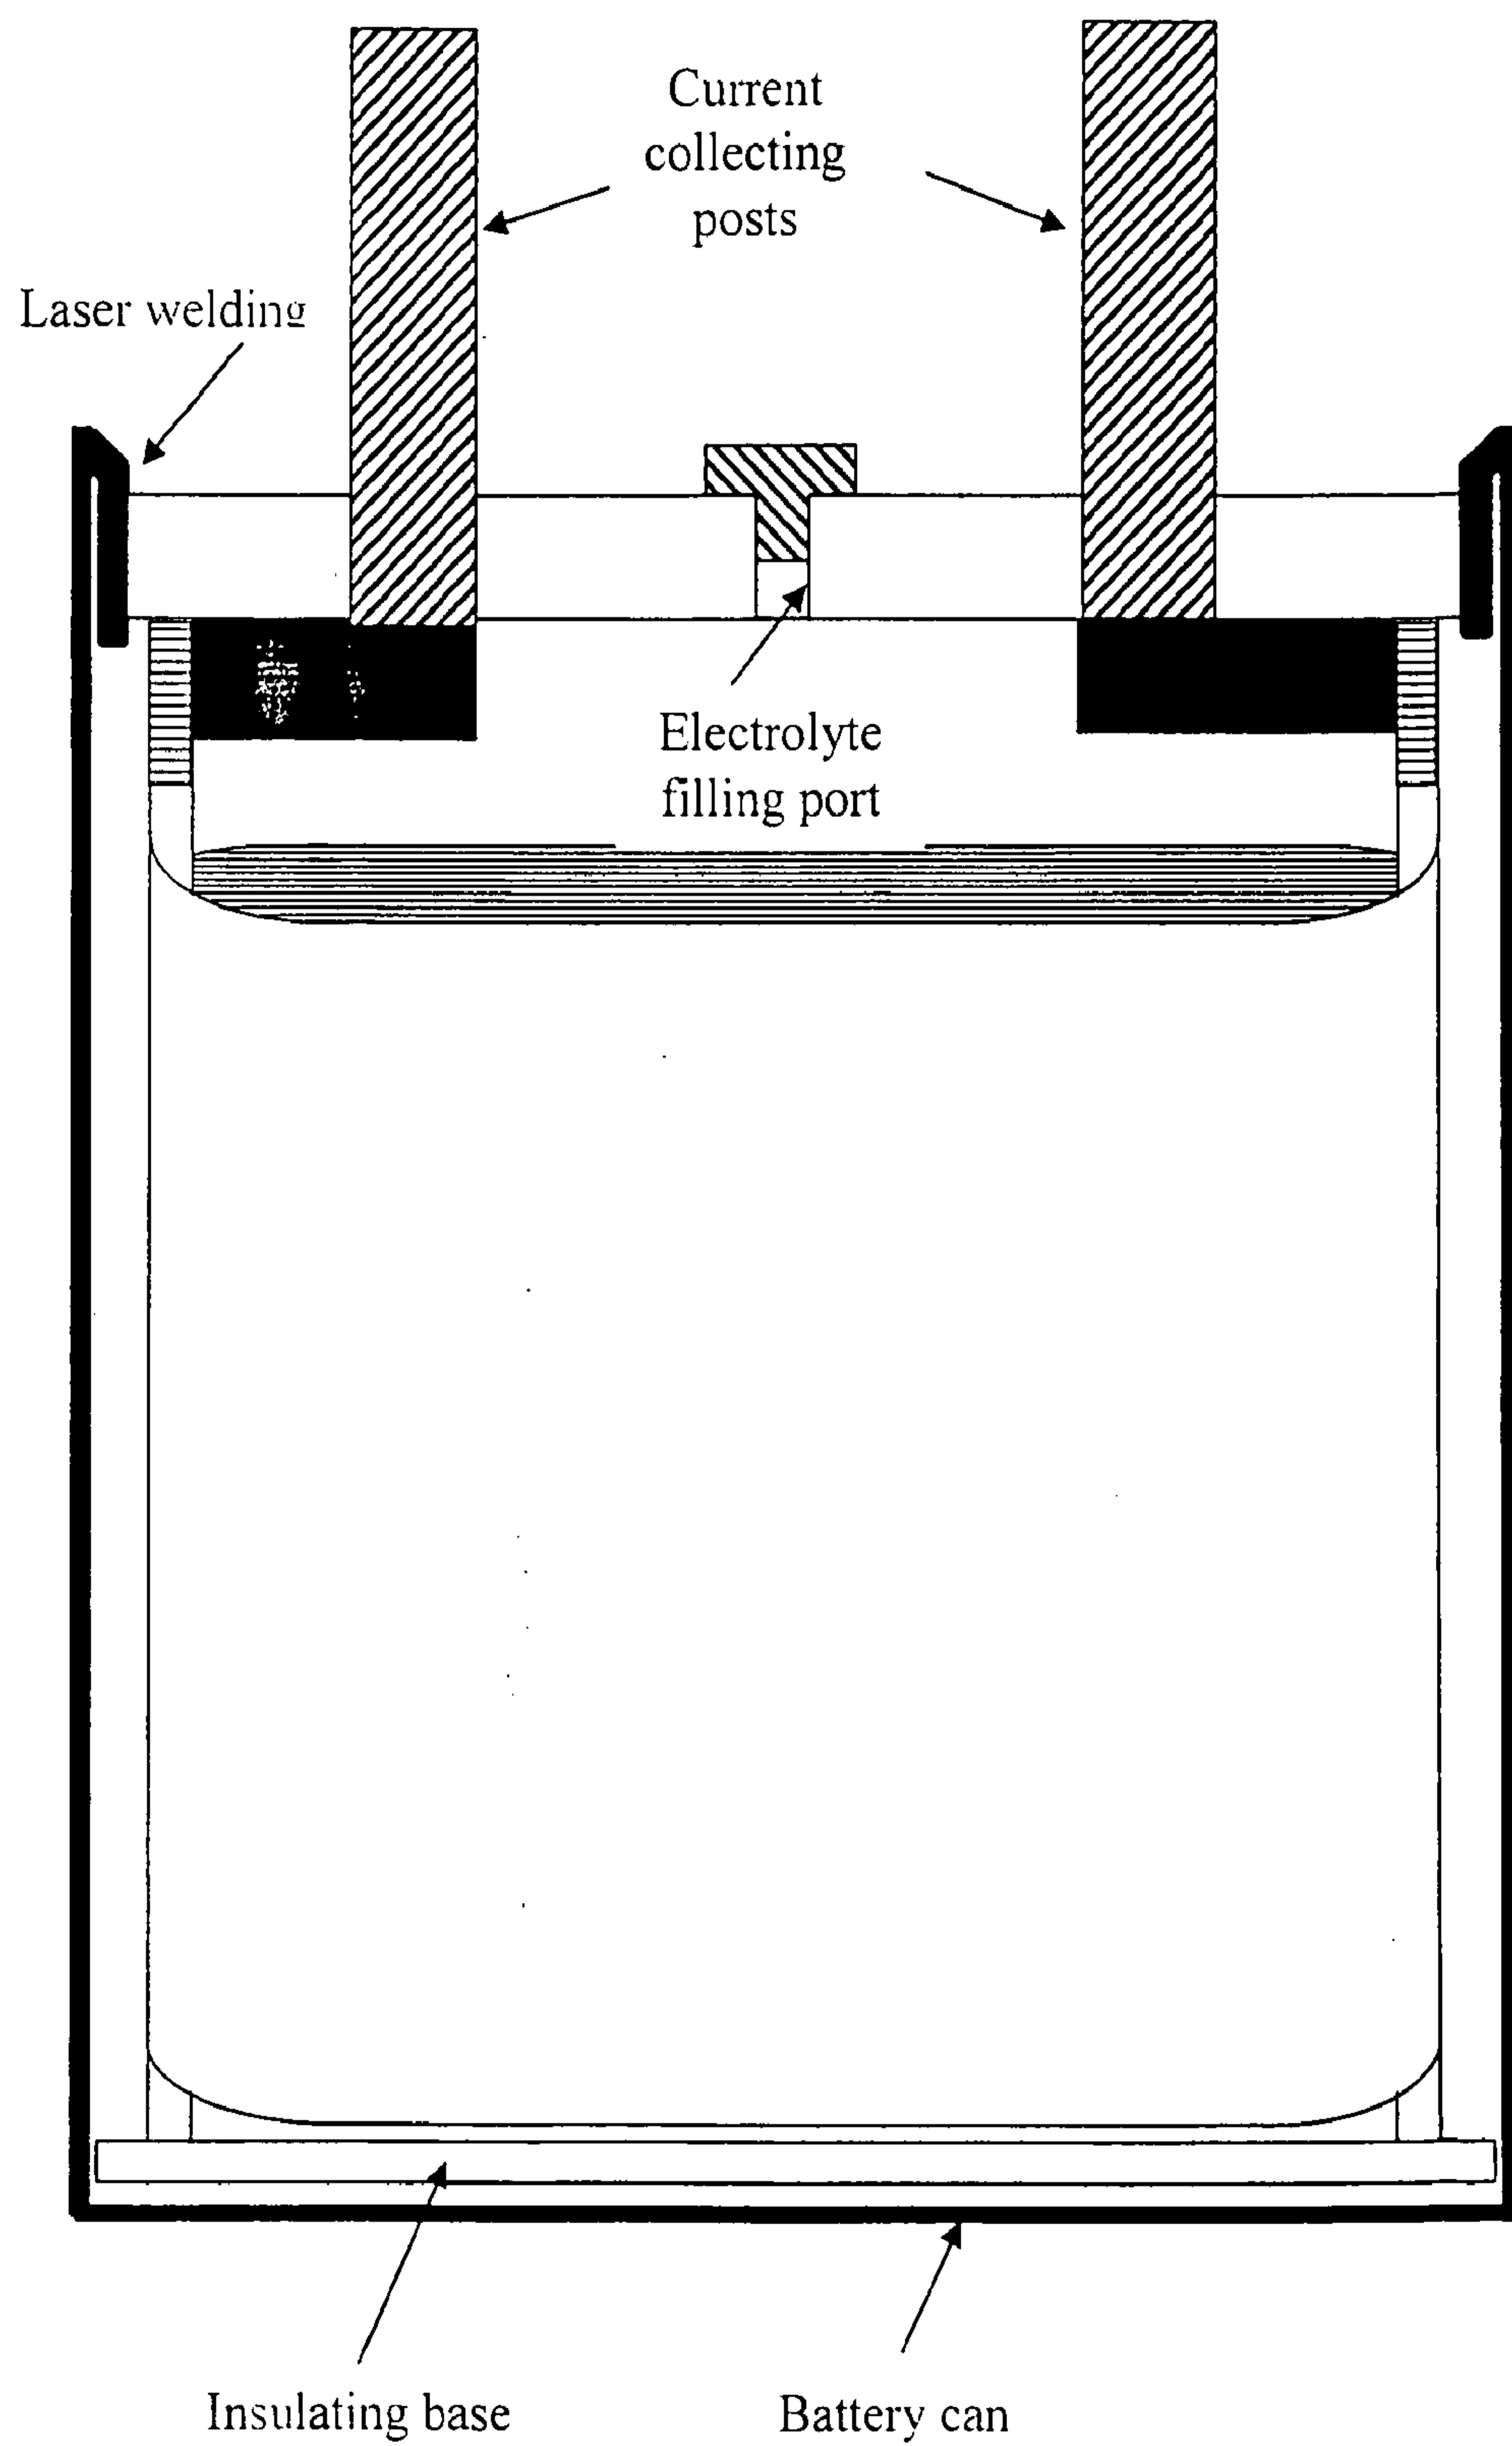 Current
collecting
posts
Laser welding
Electrolyte
filling port
Insulating base
Battery can